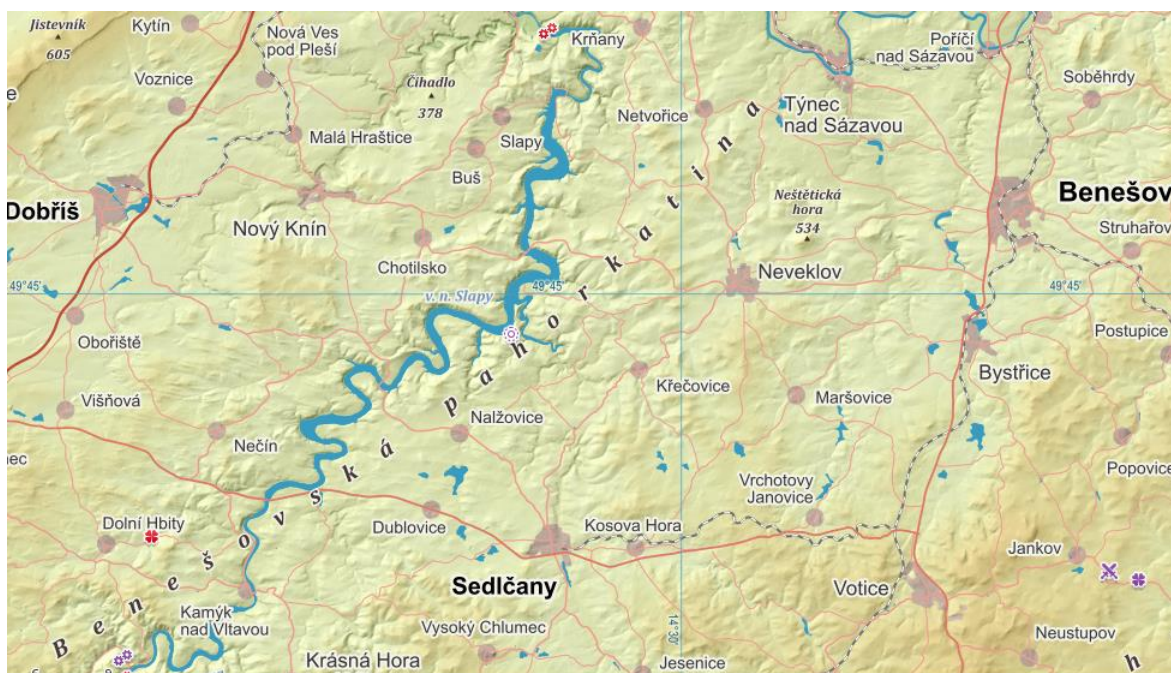 Jistevník
605
Kytín
Nová Ves
pod Pleší
Voznice
Čihadlo
378
Malá Hraštice
Krňany
Slapy
Buš
Netvořice
Týnec
nad Sázavou
Poříčí
nad Sázavou
Soběhrdy
Dobříš
Nový Knín
Chotilsko
Neštětická
hora
534
Benešov
Struhařov
Neveklov
49°45'
49°45'
49°45'
v. n. Slapy
Obořiště
Postupice
Bystřice
Višňová
Křečovice
Maršovice
Nalžovice
Nečín
nec
Popovice
Vrchotovy
Janovice
Dolní Hbity
Dublovice
Kosova Hora
Jankov
Sedlčany
Votice
Kamýk
nad Vltavou
Vysoký Chlumec
14°30'
Neustupov
Krásná Hora
Jesenice
Benešovská pahorkatina